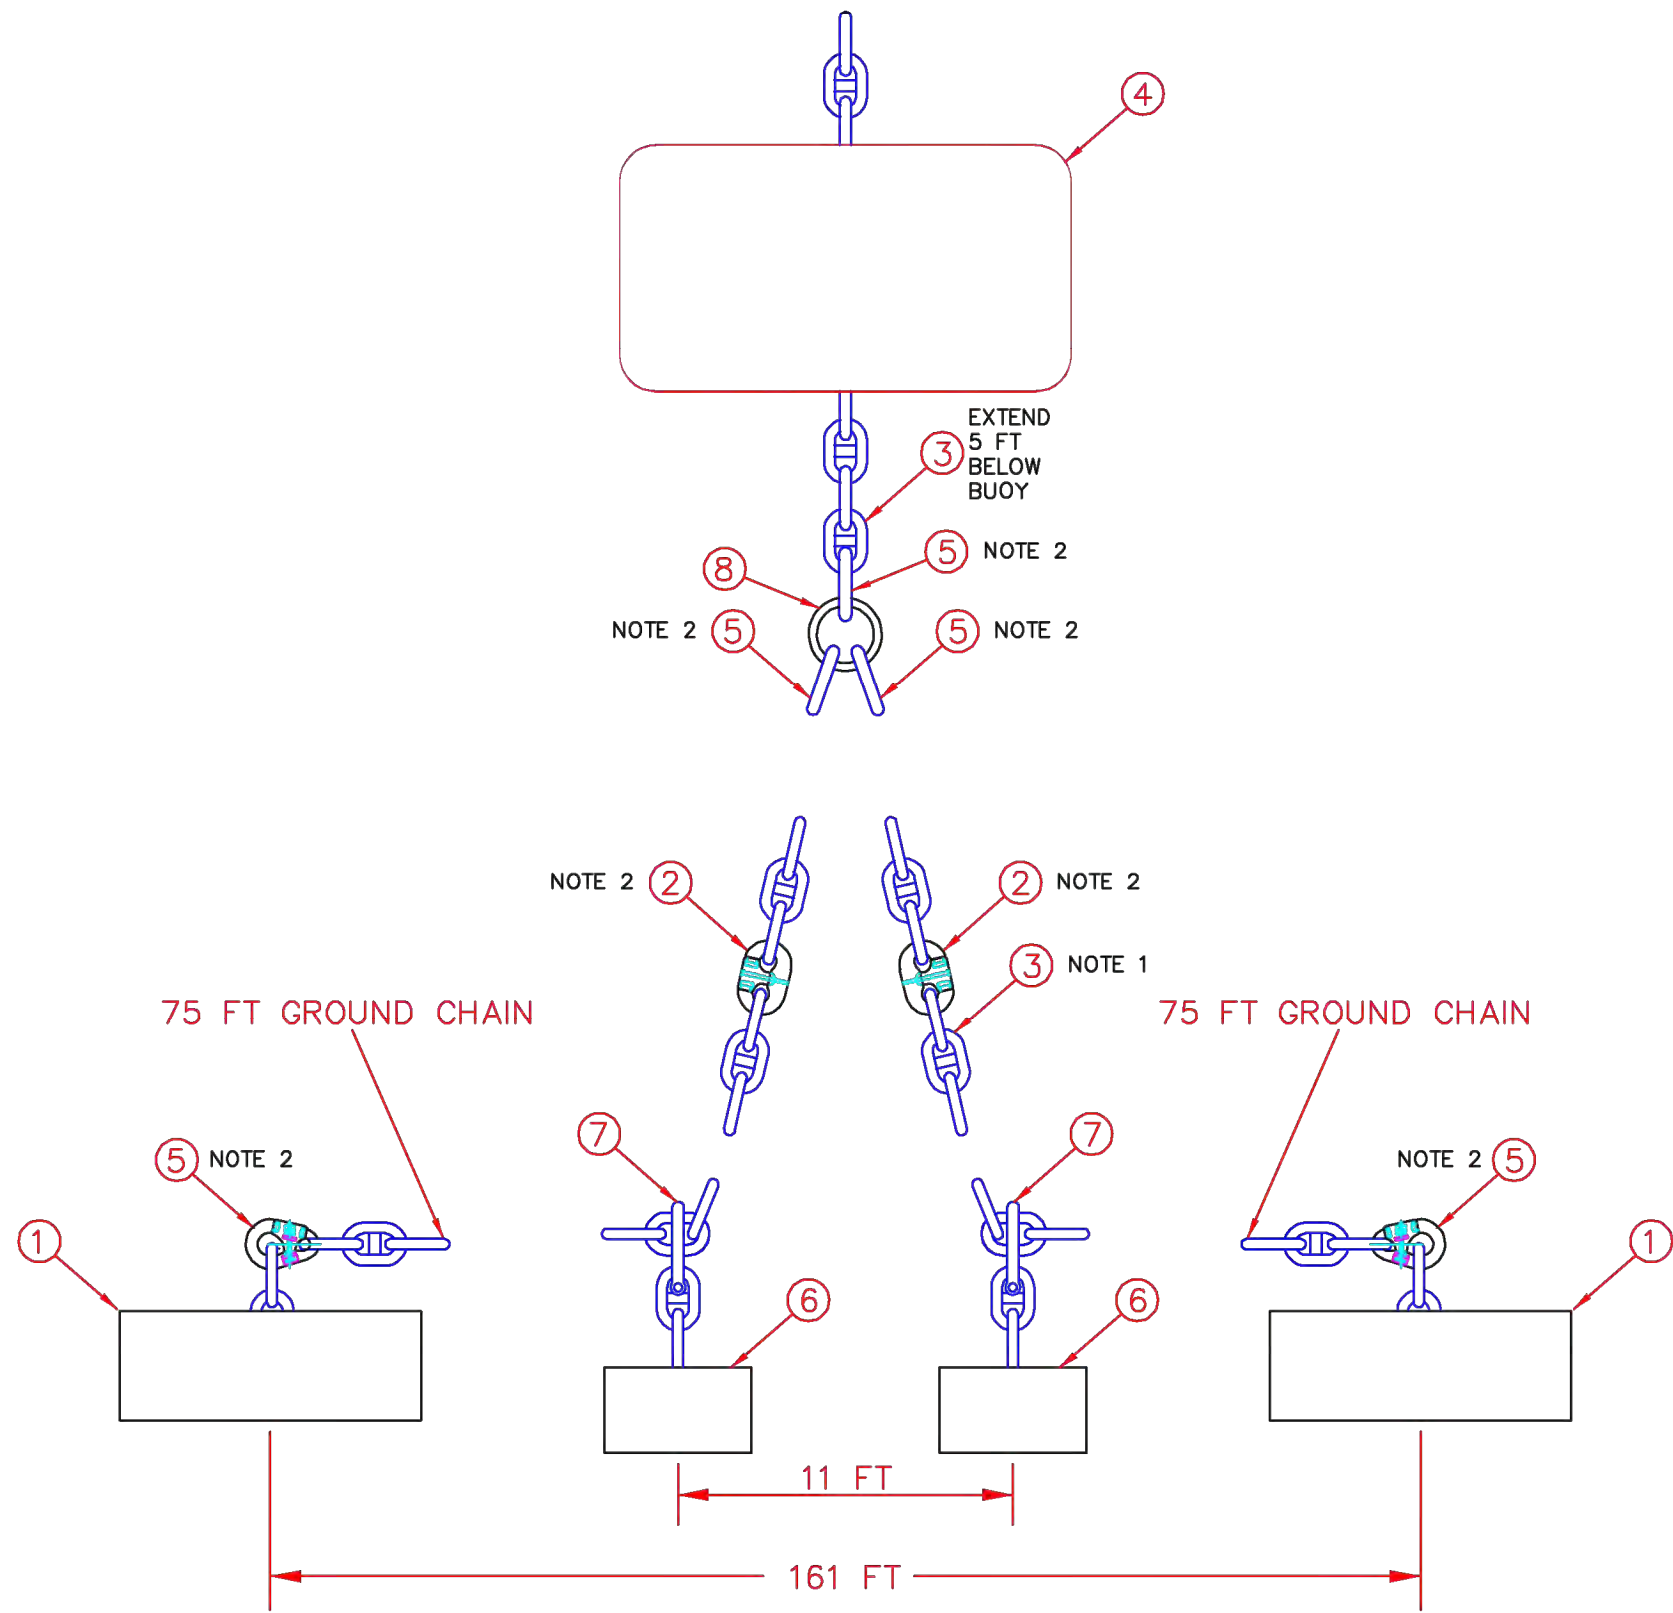 4
EXTEND
3 5 FT
BELOW
BUOY
5 NOTE 2
8
NOTE 2 5
5 NOTE 2
NOTE 2 2
2 NOTE 2
3 NOTE 1
75 FT GROUND CHAIN
75 FT GROUND CHAIN
7
7
5 NOTE 2
NOTE 2 5
1
1
6
6
11 FT
161 FT